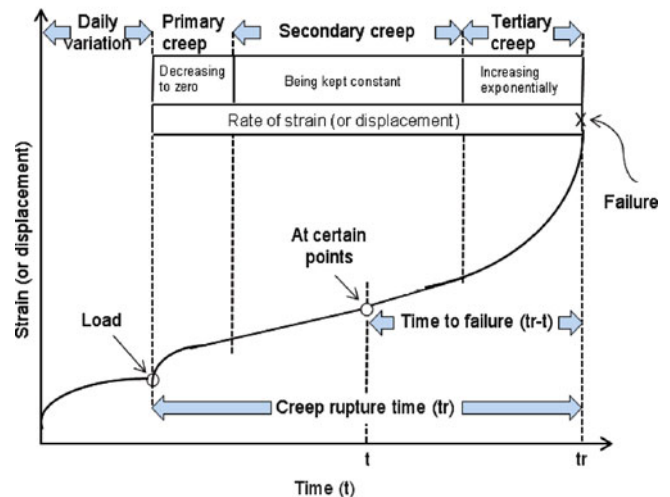 Daily
variation
Primary
creep
Secondary creep
Tertiary
creep
Decreasing
to zero
Being kept constant
Increasing
exponentially
Rate of strain (or displacement)
X
Failure
At certain
points
Load
Time to failure (tr-t)
Creep rupture time (tr)
Strain (or displacement)
t
tr
Time (t)